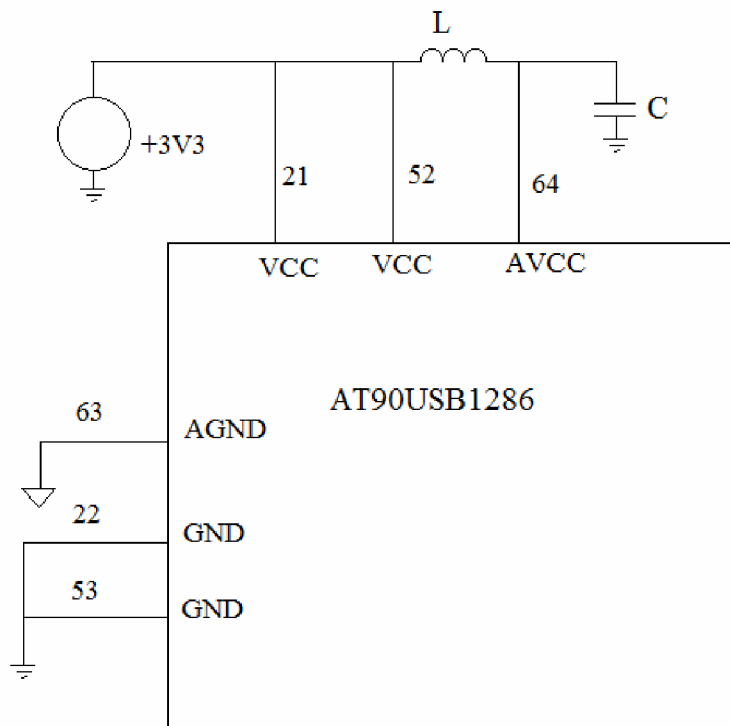 L
C
+3V3
21
52
64
VCC
VCC
AVCC
AT90USB1286
63
AGND
22
GND
53
GND